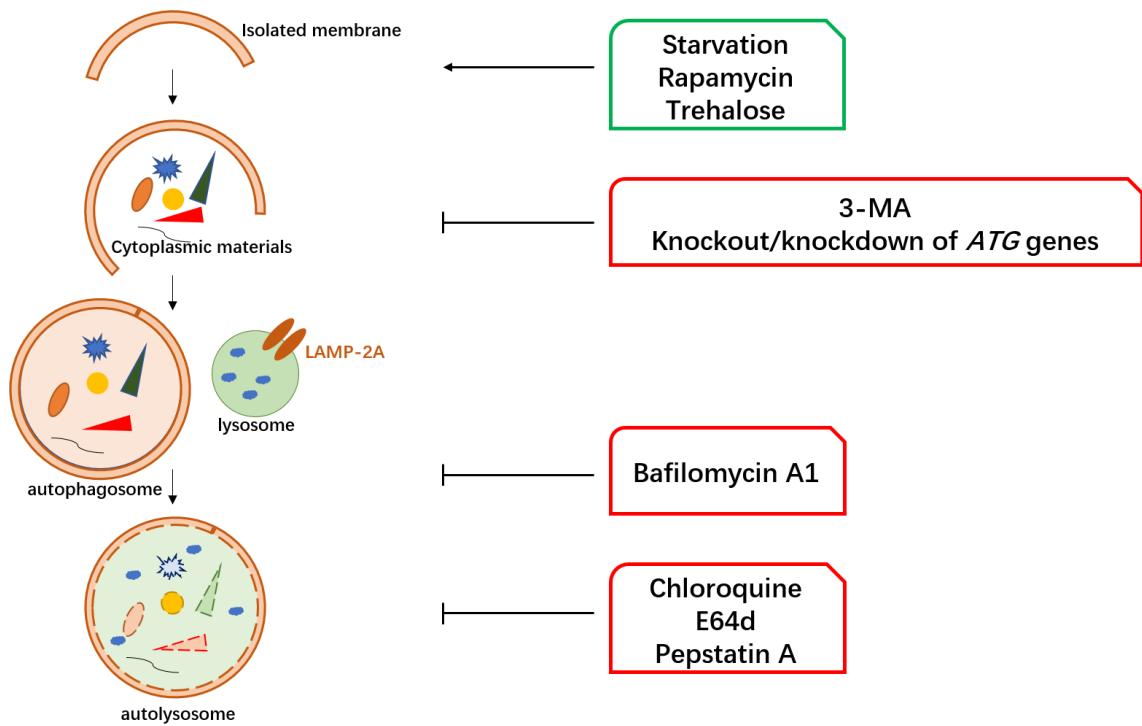 Isolated membrane
Starvation
Rapamycin
Trehalose
Cytoplasmic materials
3-MA
Knockout/knockdown of ATG genes
LAMP-2A
lysosome
autophagosome
Bafilomycin A1
Chloroquine
E64d
Pepstatin A
autolysosome